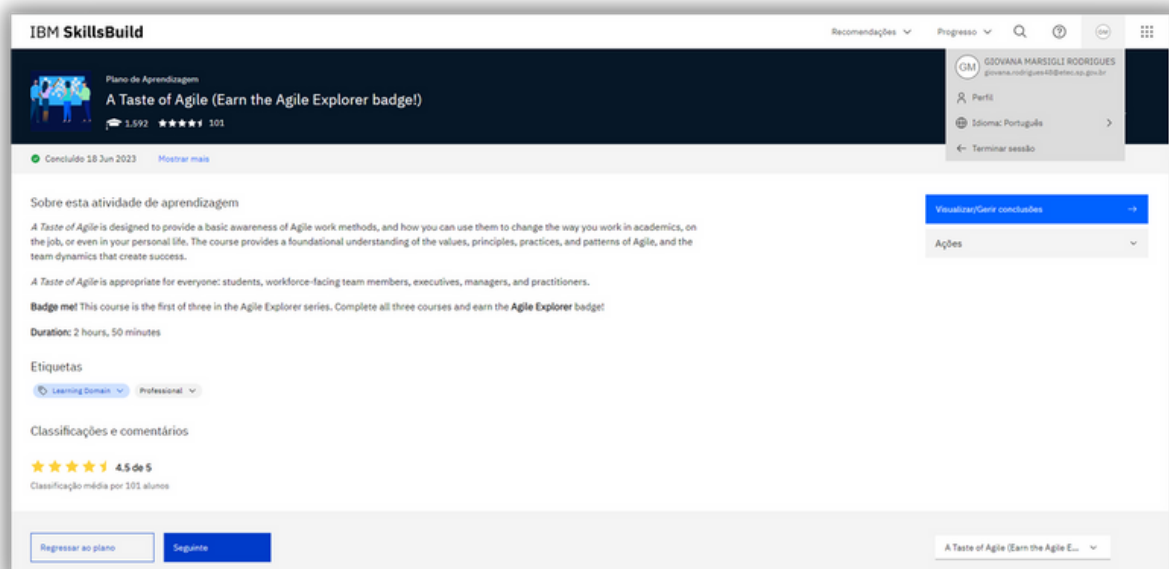 IBM SkillsBuild
Recomendações
Progresso
GM
GM
GIOVANA MARSIGLI RODRIGUES
giovana.rodrigues48@etec.sp.gov.br
Perfil
Idioma: Português
Terminar sessão
Plano de Aprendizagem
A Taste of Agile (Earn the Agile Explorer badge!)
1.592 101
Concluído 18 Jun 2023 Mostrar mais
Sobre esta atividade de aprendizagem
A Taste of Agile is designed to provide a basic awareness of Agile work methods, and how you can use them to change the way you work in academics, on
the job, or even in your personal life. The course provides a foundational understanding of the values, principles, practices, and patterns of Agile, and the
team dynamics that create success.
A Taste of Agile is appropriate for everyone: students, workforce-facing team members, executives, managers, and practitioners.
Badge me! This course is the first of three in the Agile Explorer series. Complete all three courses and earn the Agile Explorer badge!
Duration: 2 hours, 50 minutes
Visualizar/Gerir conclusões
Ações
Etiquetas
Learning Domain Professional
Classificações e comentários
4.5 de 5
Classificação média por 101 alunos
Regressar ao plano Seguinte
A Taste of Agile (Earn the Agile E...